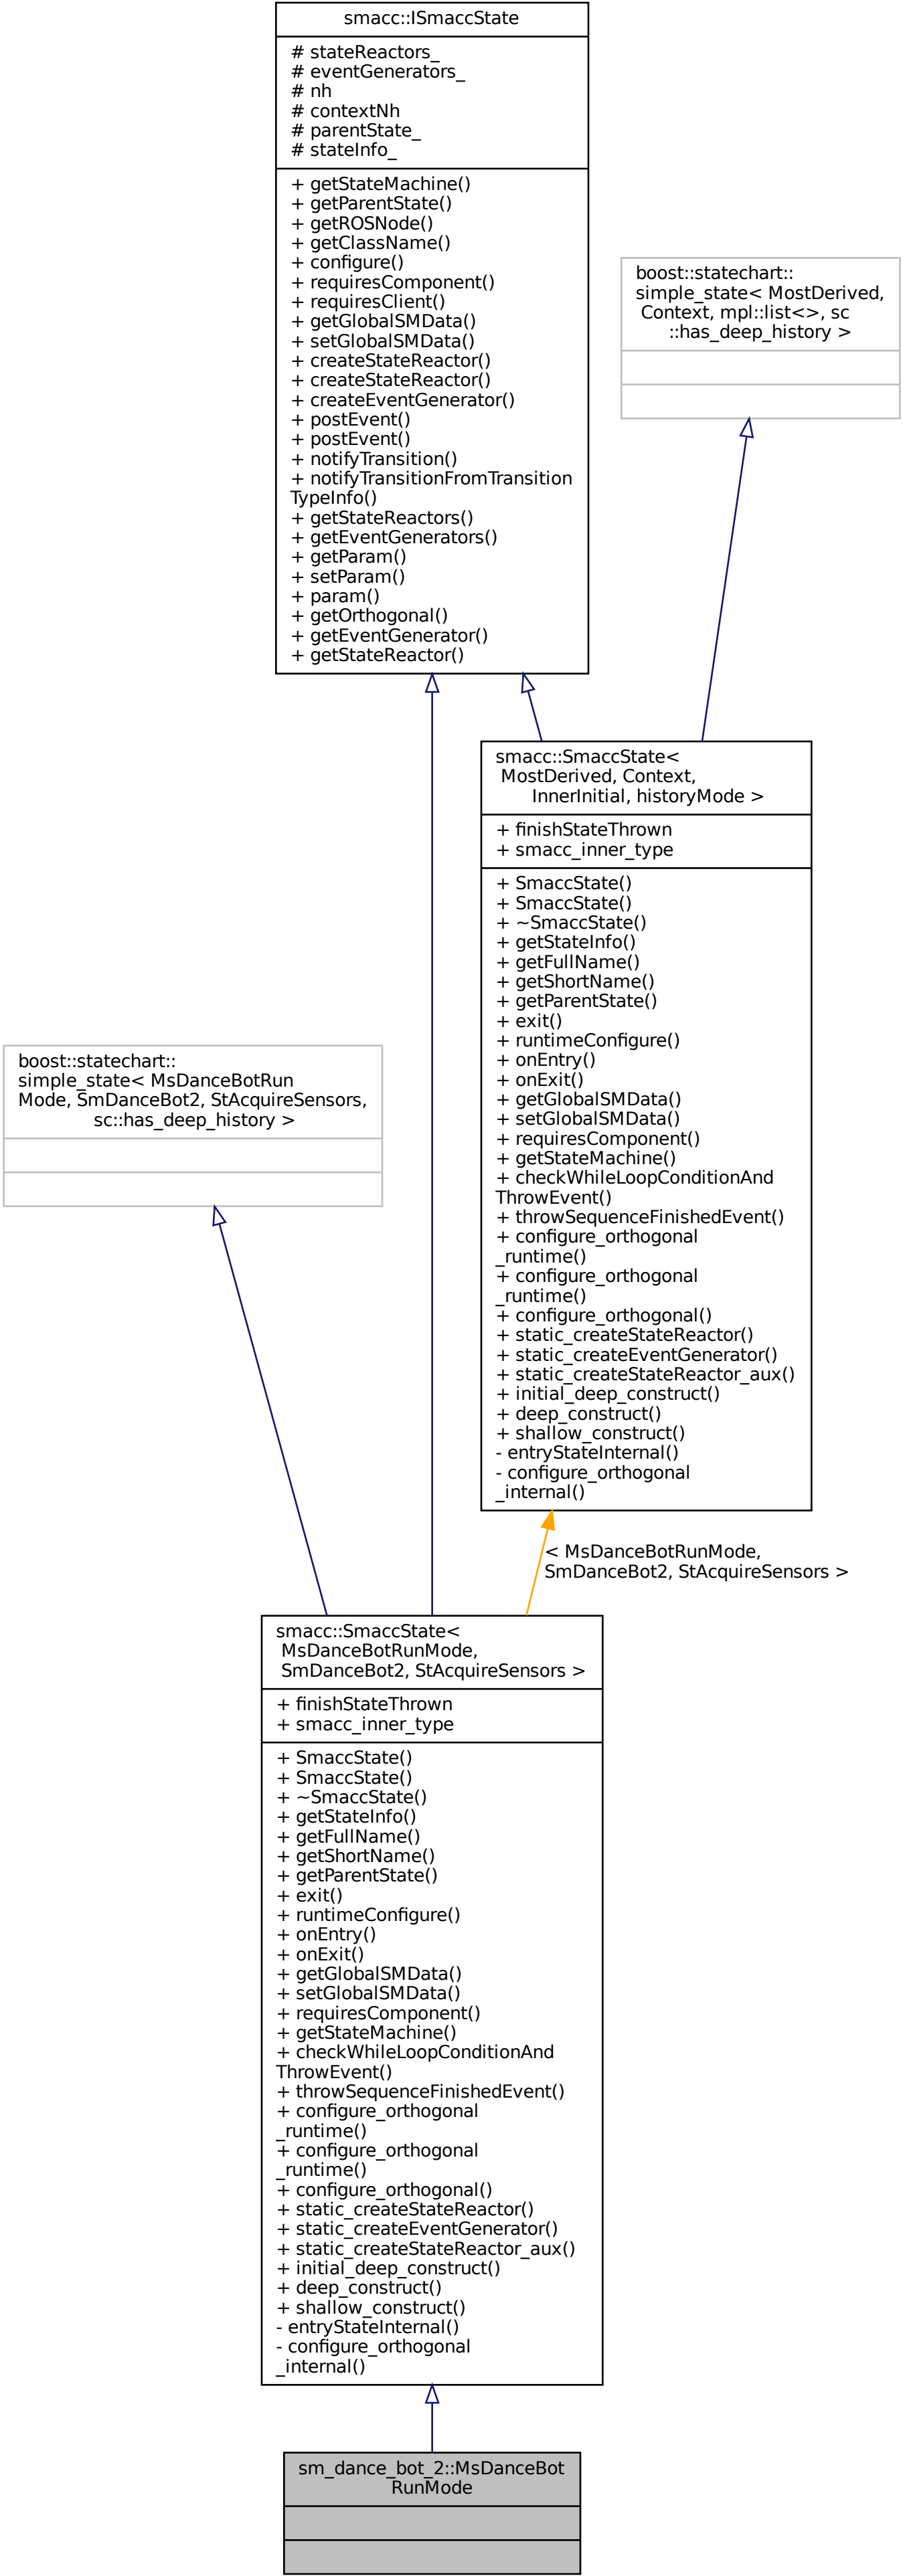 smacc::ISmaccState
# stateReactors_
# eventGenerators_
# nh
# contextNh
# parentState_
# stateInfo_
+ getStateMachine()
+ getParentState()
+ getROSNode()
+ getClassName()
+ configure()
+ requiresComponent()
+ requiresClient()
+ getGlobalSMData()
+ setGlobalSMData()
+ createStateReactor()
+ createStateReactor()
+ createEventGenerator()
+ postEvent()
+ postEvent()
+ notifyTransition()
+ notifyTransitionFromTransition
TypeInfo()
+ getStateReactors()
+ getEventGenerators()
+ getParam()
+ setParam()
+ param()
+ getOrthogonal()
+ getEventGenerator()
+ getStateReactor()
boost::statechart::
simple_state< MostDerived,
Context, mpl::list<>, sc
::has_deep_history >
smacc::SmaccState<
MostDerived, Context,
InnerInitial, historyMode >
+ finishStateThrown
+ smacc_inner_type
+ SmaccState()
+ SmaccState()
+ ~SmaccState()
+ getStateInfo()
+ getFullName()
+ getShortName()
+ getParentState()
+ exit()
+ runtimeConfigure()
+ onEntry()
+ onExit()
+ getGlobalSMData()
+ setGlobalSMData()
+ requiresComponent()
+ getStateMachine()
+ checkWhileLoopConditionAnd
ThrowEvent()
+ throwSequenceFinishedEvent()
+ configure_orthogonal
_runtime()
+ configure_orthogonal
_runtime()
+ configure_orthogonal()
+ static_createStateReactor()
+ static_createEventGenerator()
+ static_createStateReactor_aux()
+ initial_deep_construct()
+ deep_construct()
+ shallow_construct()
- entryStateInternal()
- configure_orthogonal
_internal()
boost::statechart::
simple_state< MsDanceBotRun
Mode, SmDanceBot2, StAcquireSensors,
sc::has_deep_history >
< MsDanceBotRunMode,
SmDanceBot2, StAcquireSensors >
smacc::SmaccState<
MsDanceBotRunMode,
SmDanceBot2, StAcquireSensors >
+ finishStateThrown
+ smacc_inner_type
+ SmaccState()
+ SmaccState()
+ ~SmaccState()
+ getStateInfo()
+ getFullName()
+ getShortName()
+ getParentState()
+ exit()
+ runtimeConfigure()
+ onEntry()
+ onExit()
+ getGlobalSMData()
+ setGlobalSMData()
+ requiresComponent()
+ getStateMachine()
+ checkWhileLoopConditionAnd
ThrowEvent()
+ throwSequenceFinishedEvent()
+ configure_orthogonal
_runtime()
+ configure_orthogonal
_runtime()
+ configure_orthogonal()
+ static_createStateReactor()
+ static_createEventGenerator()
+ static_createStateReactor_aux()
+ initial_deep_construct()
+ deep_construct()
+ shallow_construct()
- entryStateInternal()
- configure_orthogonal
_internal()
sm_dance_bot_2::MsDanceBot
RunMode